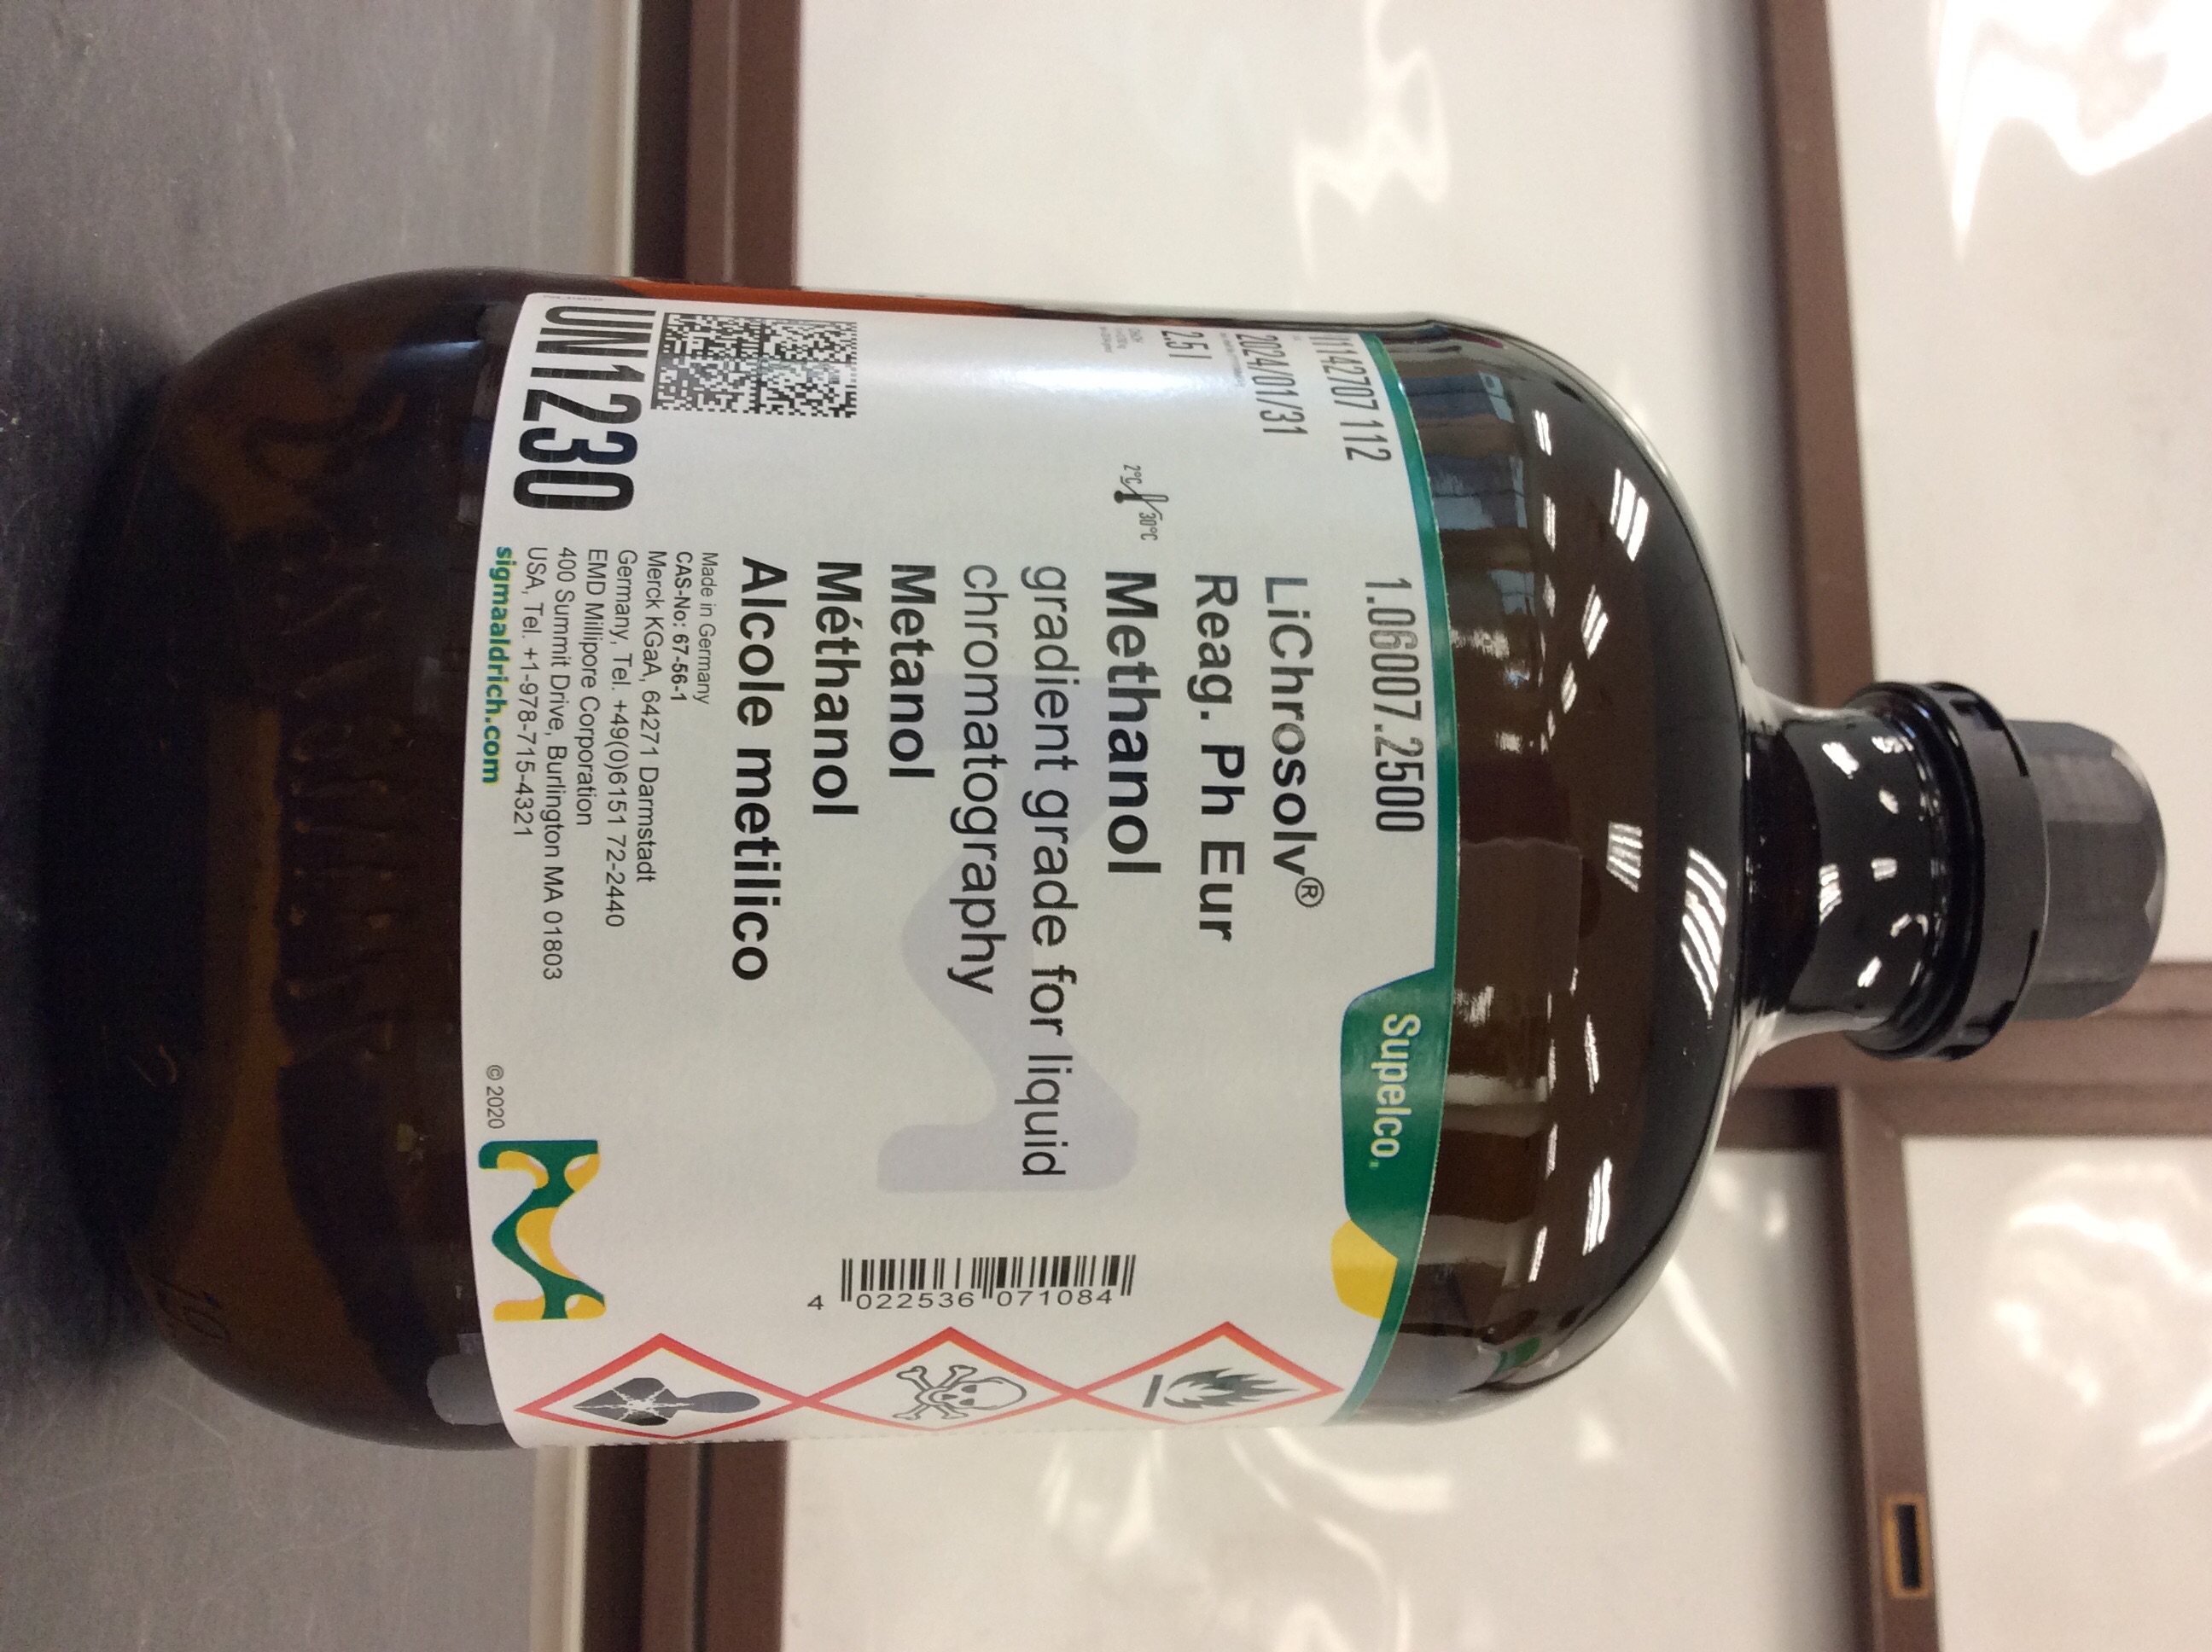 1.06007.2500
Supelco.
I1142707 112
2024/01/31
2.5 l
2°C 30°C
LiChrosolv®
Reag. Ph Eur
Methanol
gradient grade for liquid
chromatography
Metanol
Méthanol
Alcole metilico
Made in Germany
CAS-No: 67-56-1
Merck KGaA, 64271 Darmstadt
Germany, Tel. +49(0)6151 72-2440
EMD Millipore Corporation
400 Summit Drive, Burlington MA 01803
USA, Tel. +1-978-715-4321
sigmaaldrich.com
UN1230
© 2020
4 022536 071084